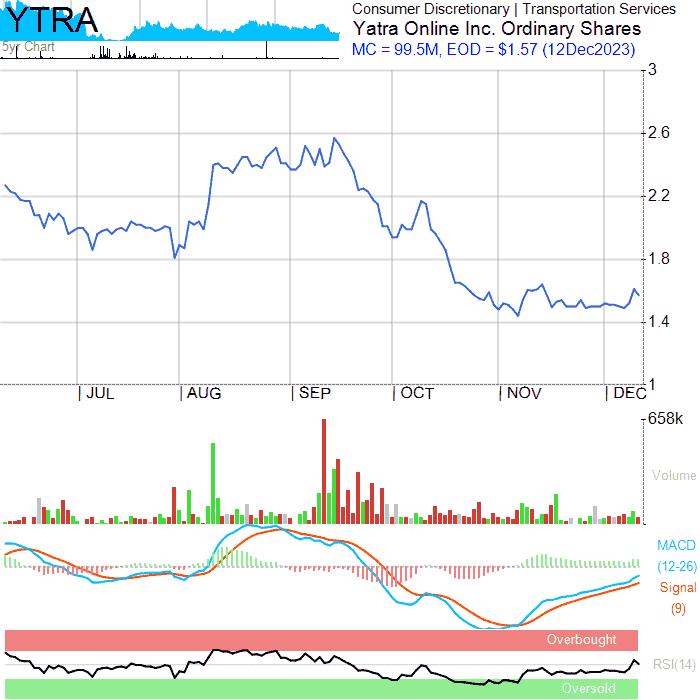 YTRA
5yr Chart
Consumer Discretionary | Transportation Services
Yatra Online Inc. Ordinary Shares
MC = 99.5M, EOD = $1.57 (12Dec2023)
3
2.6
2.2
1.8
1.4
1
| JUL | AUG | SEP | OCT | NOV | DEC
658k
Volume
MACD
(12-26)
Signal
(9)
Overbought
RSI(14)
Oversold